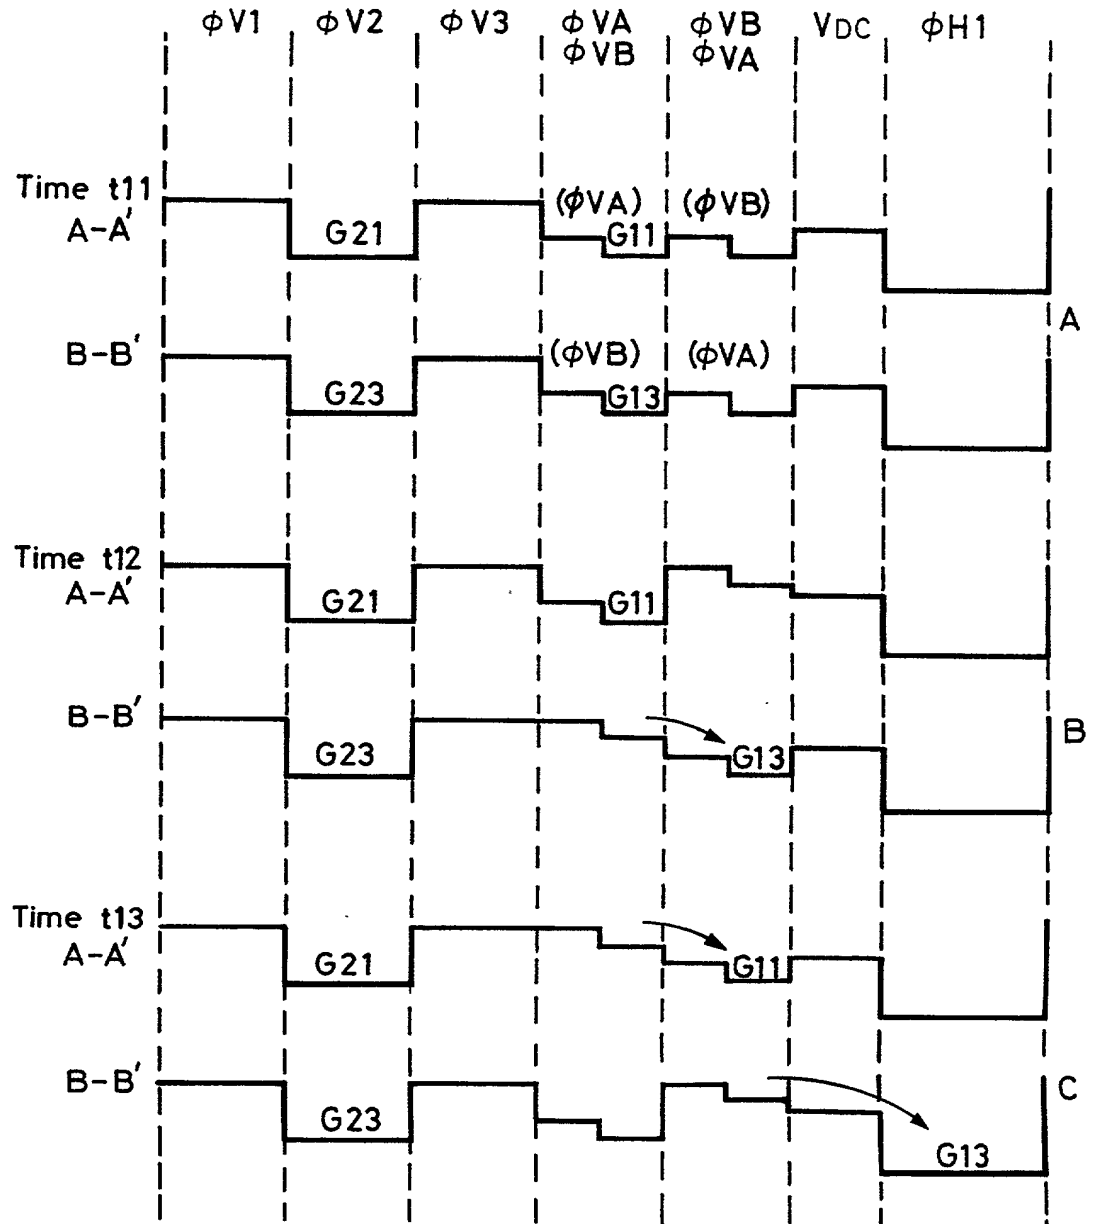 ϕV1 ϕV2 ϕV3 ϕVA ϕVB VDC ϕH1
ϕVB ϕVA
Time t11 (ϕVA) (ϕVB)
A-A' G21 G11
A
B-B' (ϕVB) (ϕVA)
G23 G13
Time t12
A-A' G21 G11
B-B' B
G23 G13
Time t13
A-A' G21 G11
B-B' C
G23 G13